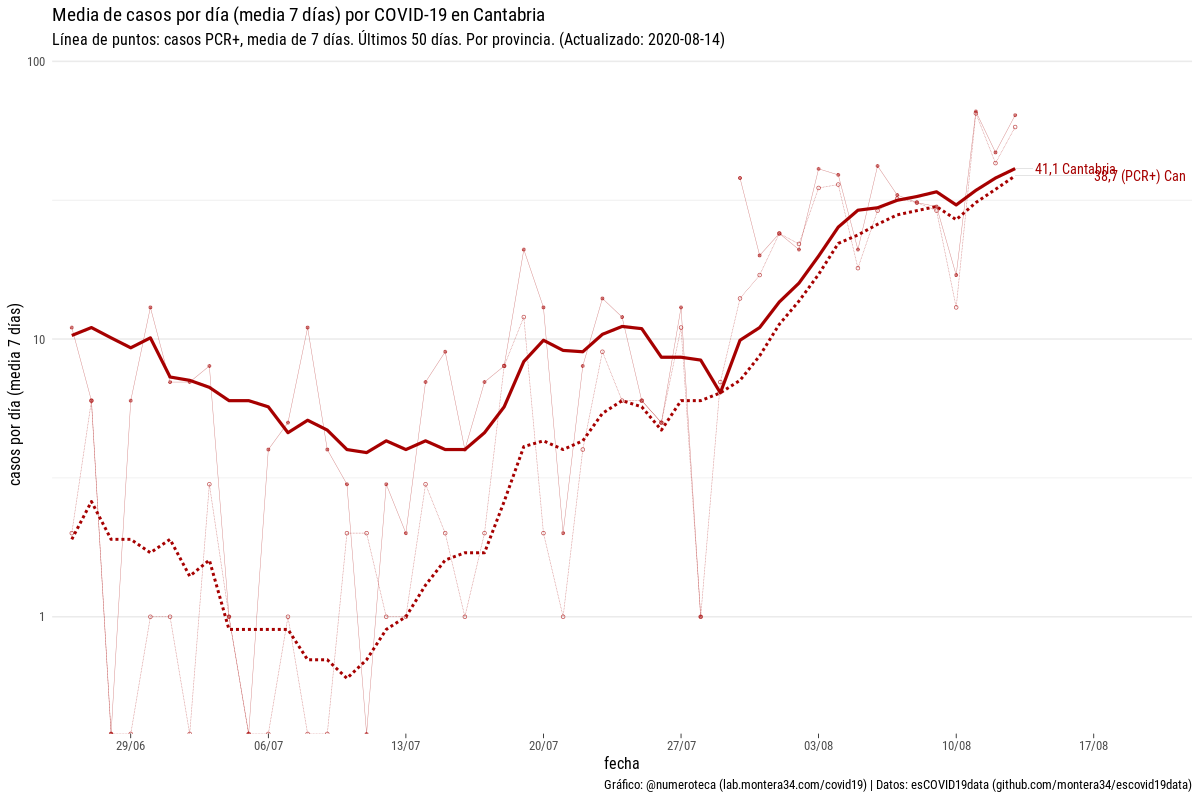 Media de casos por día (media 7 días) por COVID-19 en Cantabria
Línea de puntos: casos PCR+, media de 7 días. Últimos 50 días. Por provincia. (Actualizado: 2020-08-14)
100
10
1
casos por día (media 7 días)
41,1 Cantabria
38,7 (PCR+) Can
29/06
06/07
13/07
20/07
27/07
03/08
10/08
17/08
fecha
Gráfico: @numeroteca (lab.montera34.com/covid19) | Datos: esCOVID19data (github.com/montera34/escovid19data)